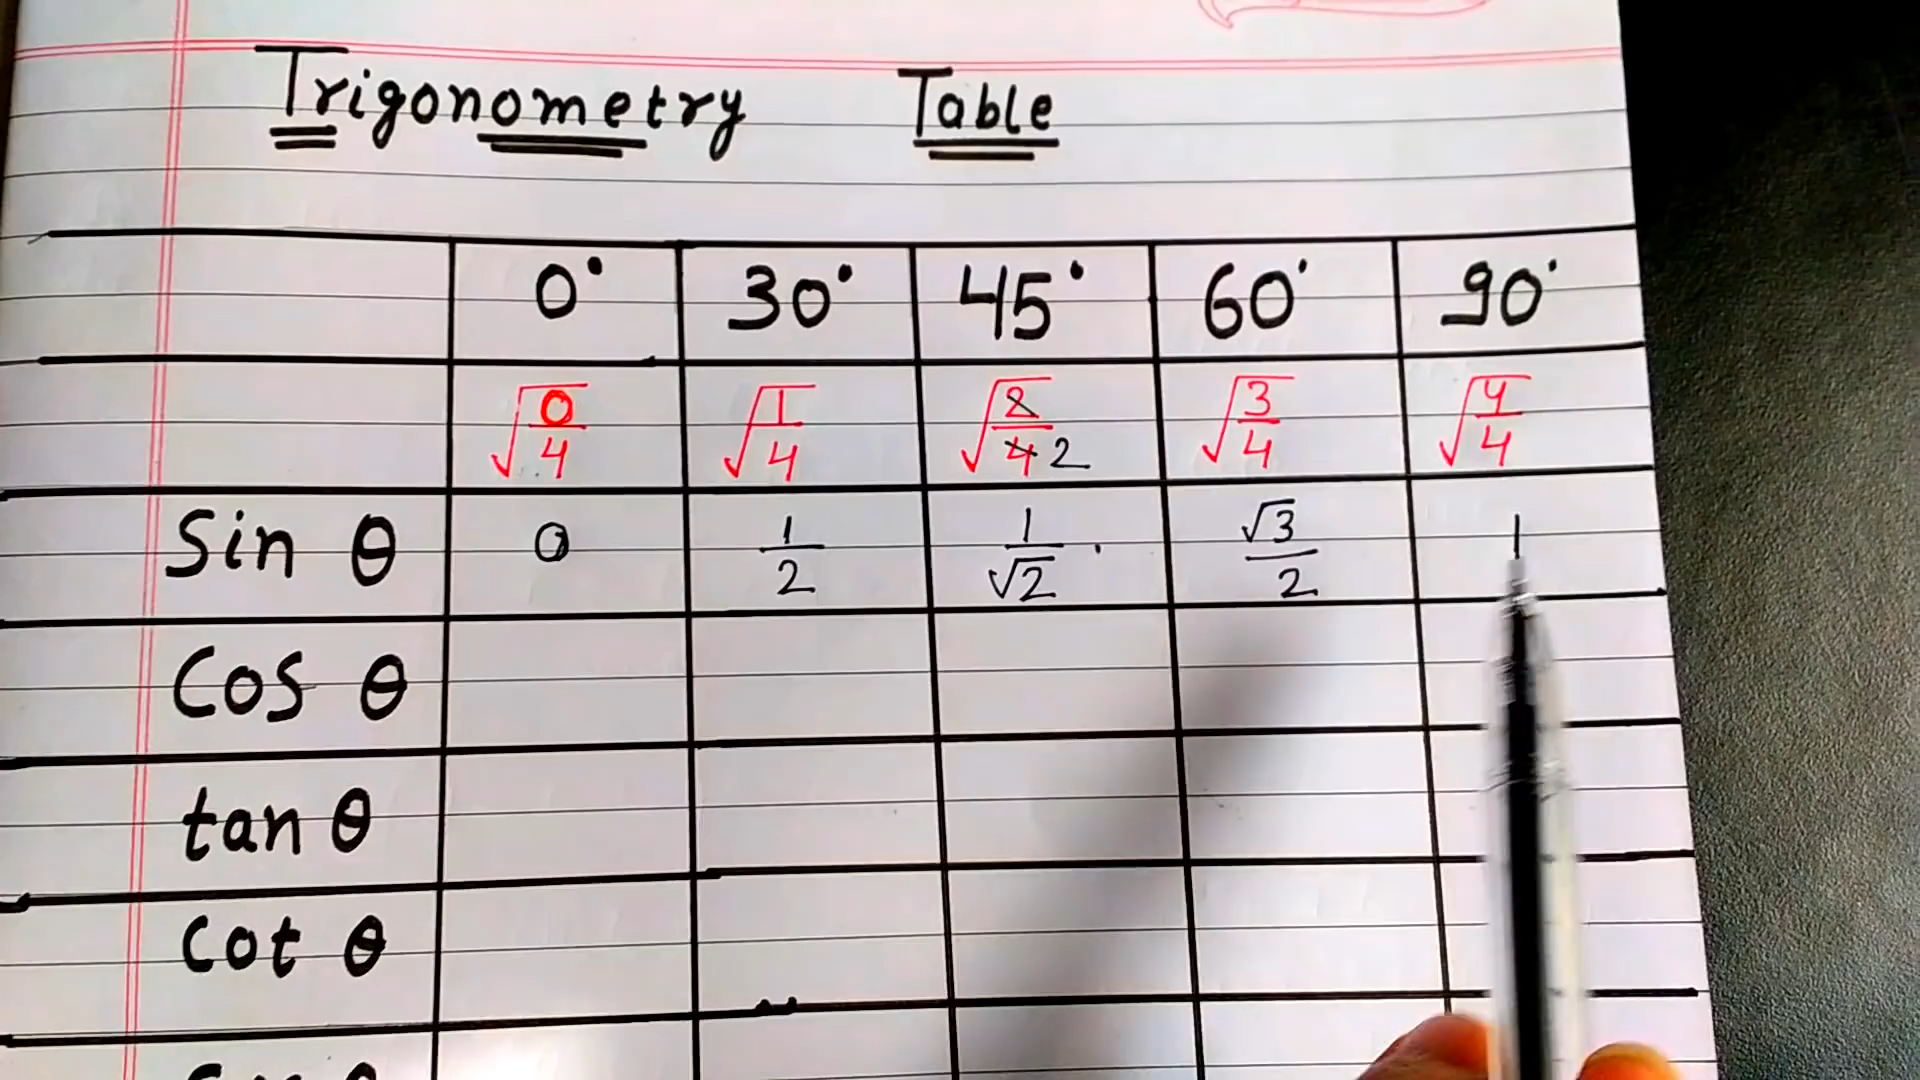 Trigonometry Table
0° 30° 45° 60° 90°
√0/4 √1/4 √2/4 2 √3/4 √4/4
Sin θ 0 1/2 1/√2 √3/2 1
Cos θ
tan θ
Cot θ